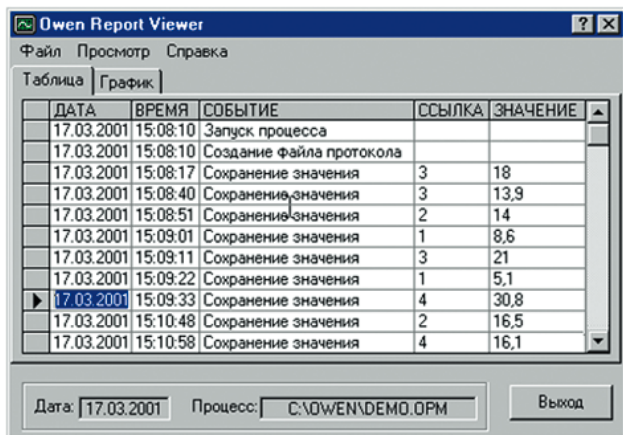 Owen Report Viewer
Файл Просмотр Справка
Таблица График
ДАТА ВРЕМЯ СОБЫТИЕ ССЫЛКА ЗНАЧЕНИЕ
17.03.2001 15:08:10 Запуск процесса
17.03.2001 15:08:10 Создание файла протокола
17.03.2001 15:08:17 Сохранение значения 3 18
17.03.2001 15:08:40 Сохранение значения 3 13,9
17.03.2001 15:08:51 Сохранение значения 2 14
17.03.2001 15:09:01 Сохранение значения 1 8,6
17.03.2001 15:09:11 Сохранение значения 3 21
17.03.2001 15:09:22 Сохранение значения 1 5,1
17.03.2001 15:09:33 Сохранение значения 4 30,8
17.03.2001 15:10:48 Сохранение значения 2 16,5
17.03.2001 15:10:58 Сохранение значения 4 16,1
Дата: 17.03.2001 Процесс: C:\OWEN\DEMO.OPM Выход